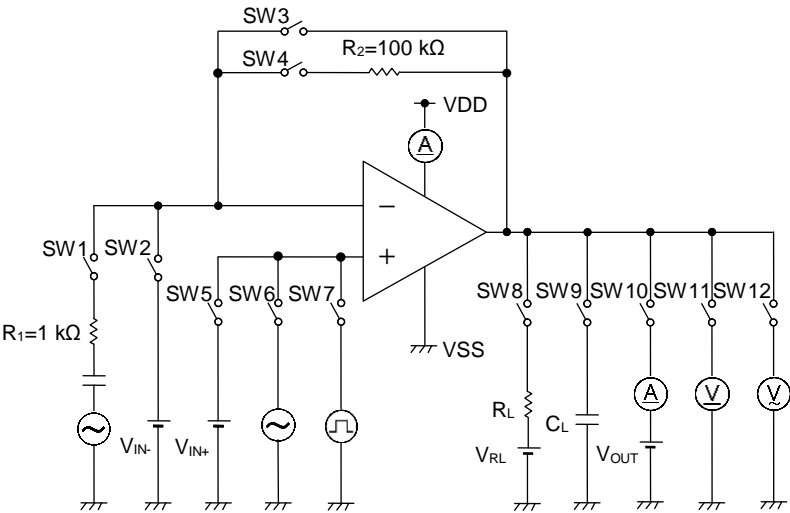 SW3
R2=100 kΩ
SW4
VDD
A
−
+
SW1 SW2
SW5 SW6 SW7
SW8 SW9 SW10 SW11 SW12
VSS
R1=1 kΩ
A V V
RL
CL
VIN- VIN+
VRL
VOUT